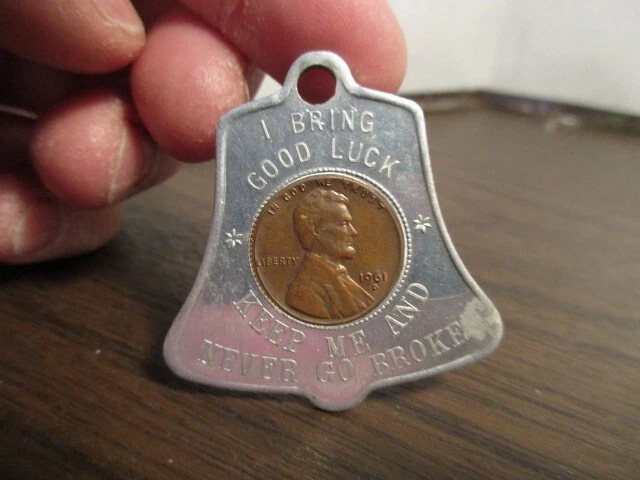 I BRING
GOOD LUCK
IN GOD WE TRUST
LIBERTY
1961
D
KEEP ME AND
NEVER GO BROKE